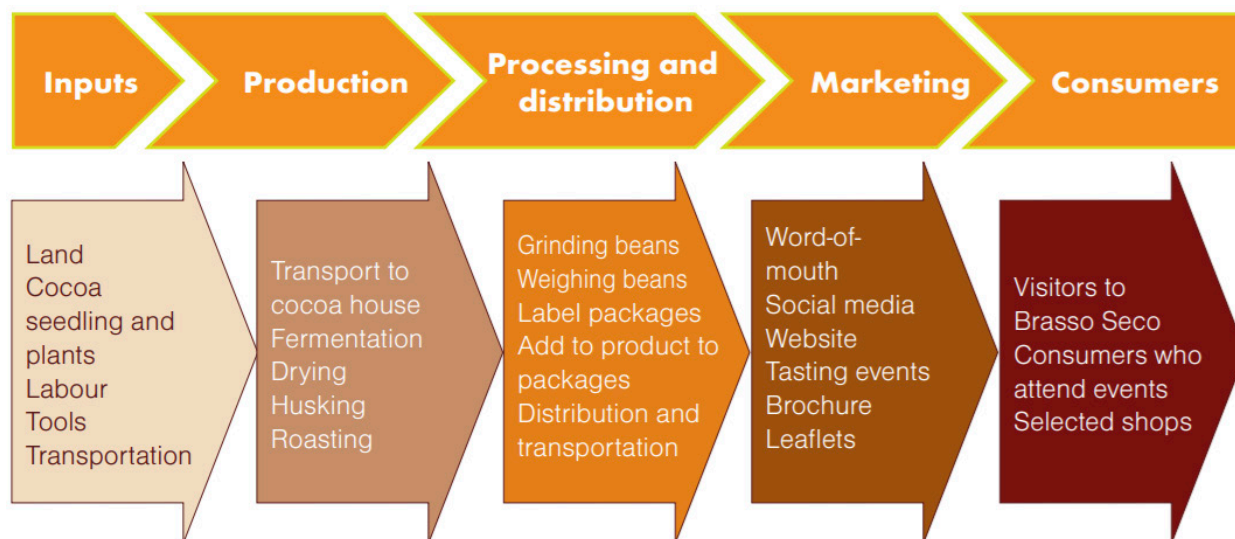 Inputs
Production
Processing and
distribution
Marketing
Consumers
Land
Cocoa
seedling and
plants
Labour
Tools
Transportation
Transport to
cocoa house
Fermentation
Drying
Husking
Roasting
Grinding beans
Weighing beans
Label packages
Add to product to
packages
Distribution and
transportation
Word-of-
mouth
Social media
Website
Tasting events
Brochure
Leaflets
Visitors to
Brasso Seco
Consumers who
attend events
Selected shops